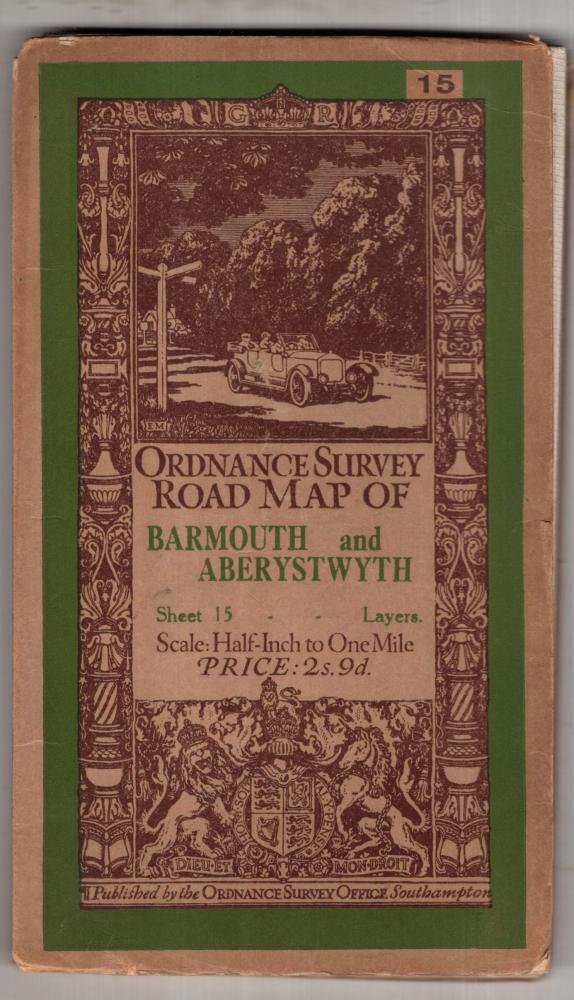 15
G R
EM
ORDNANCE SURVEY
ROAD MAP OF
BARMOUTH and
ABERYSTWYTH
Sheet 15 - - Layers.
Scale: Half-Inch to One Mile
PRICE: 2s. 9d.
DIEU·ET MON·DROIT
Published by the ORDNANCE SURVEY OFFICE Southampton